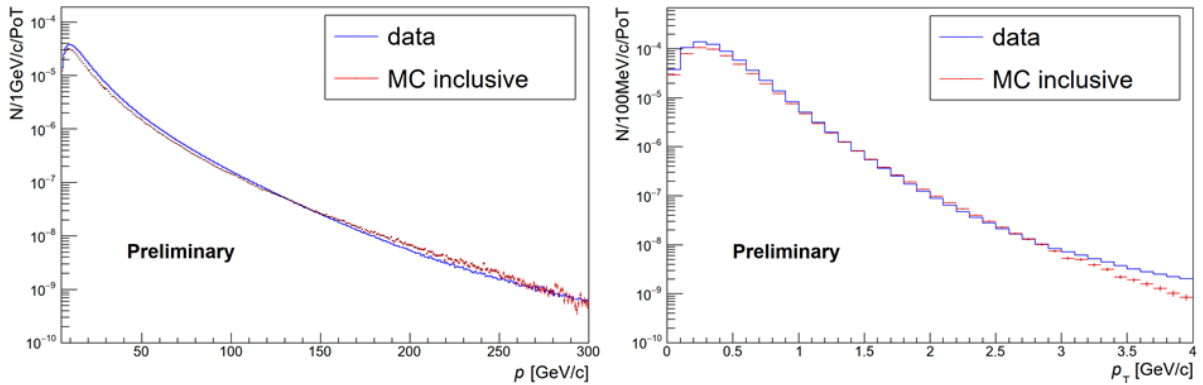 N/1GeV/c/PoT
10⁻⁴
10⁻⁵
10⁻⁶
10⁻⁷
10⁻⁸
10⁻⁹
10⁻¹⁰
data
MC inclusive
Preliminary
50 100 150 200 250 300
p [GeV/c]
N/100MeV/c/PoT
10⁻⁴
10⁻⁵
10⁻⁶
10⁻⁷
10⁻⁸
10⁻⁹
10⁻¹⁰
data
MC inclusive
Preliminary
0 0.5 1 1.5 2 2.5 3 3.5 4
p_T [GeV/c]